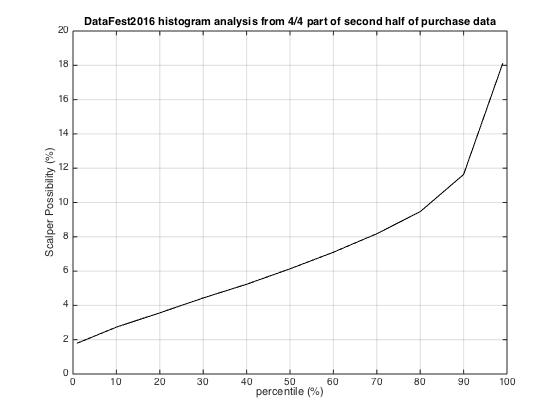 DataFest2016 histogram analysis from 4/4 part of second half of purchase data
20
18
16
14
12
10
8
6
4
2
0
Scalper Possibility (%)
0 10 20 30 40 50 60 70 80 90 100
percentile (%)